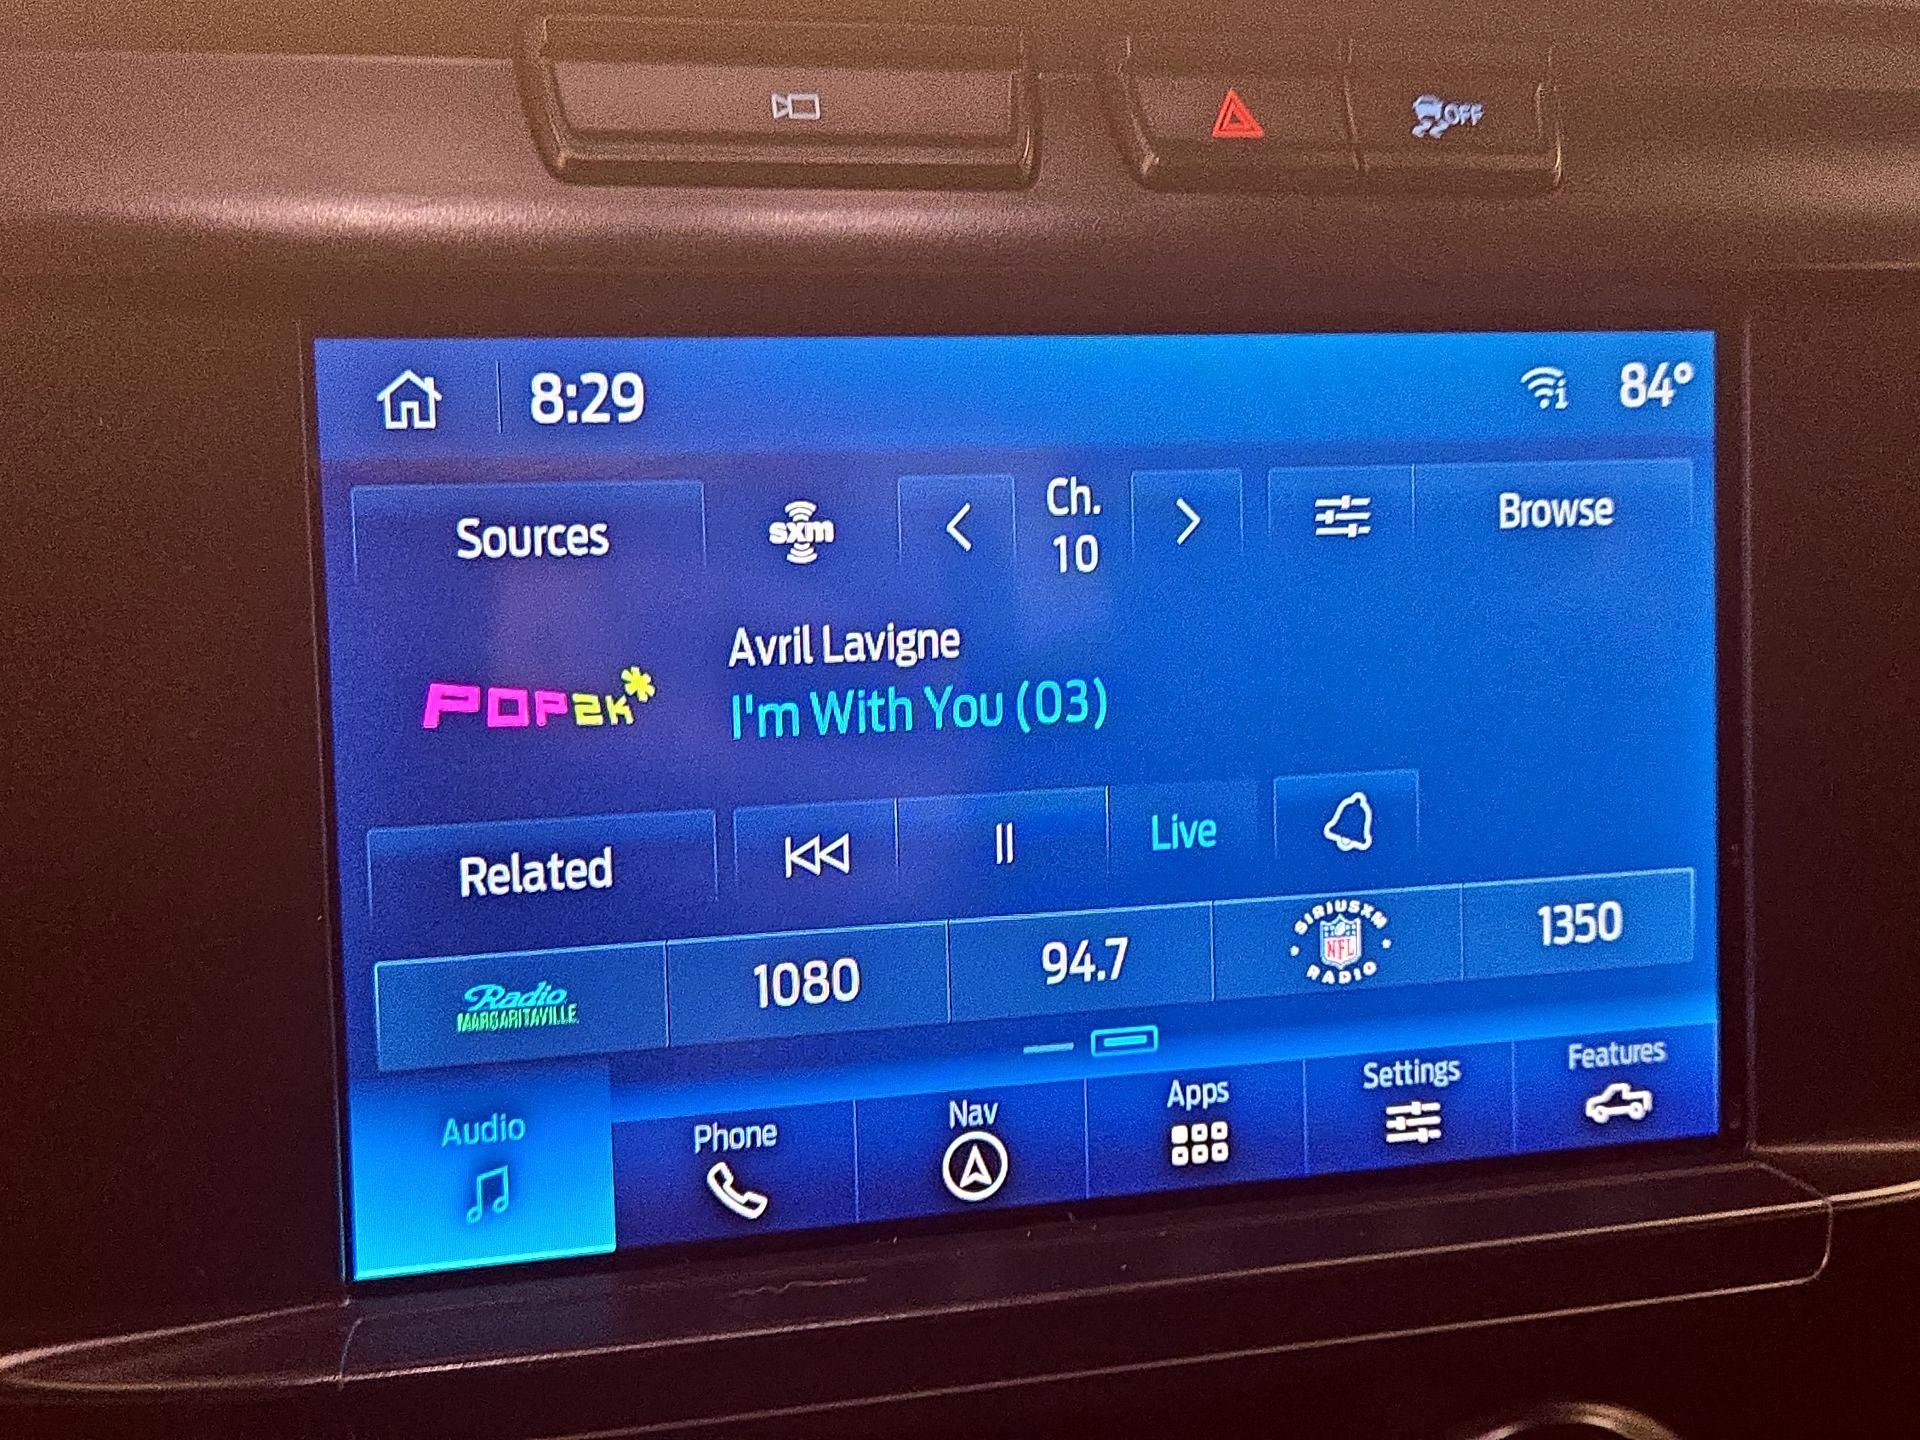 OFF
8:29
84°
Sources
sxm
Ch.
10
Browse
Avril Lavigne
POP2K*
I'm With You (03)
Related
Live
Radio
MARGARITAVILLE
1080
94.7
SIRIUSXM
NFL
RADIO
1350
Audio
Phone
Nav
Apps
Settings
Features